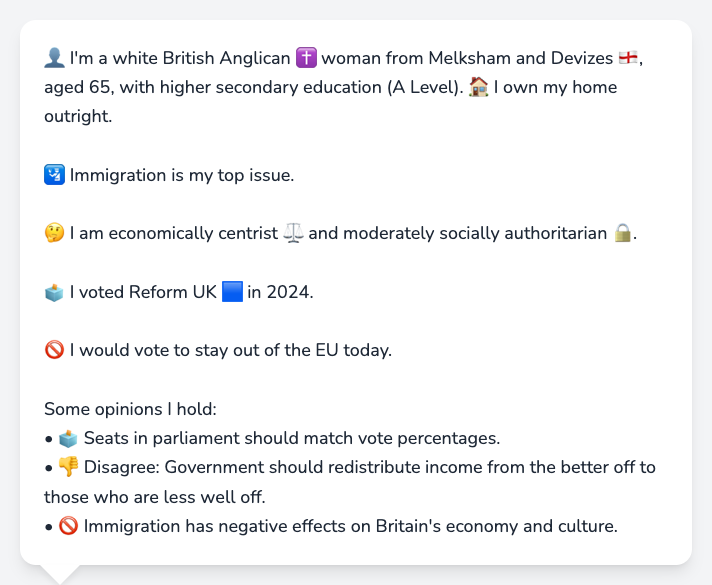 👤 I'm a white British Anglican ✝️ woman from Melksham and Devizes 🏴󠁧󠁢󠁥󠁮󠁧󠁿,
aged 65, with higher secondary education (A Level). 🏠 I own my home
outright.
🛂 Immigration is my top issue.
🤔 I am economically centrist ⚖️ and moderately socially authoritarian 🔒.
🗳️ I voted Reform UK 🟦 in 2024.
🚫 I would vote to stay out of the EU today.
Some opinions I hold:
• 🗳️ Seats in parliament should match vote percentages.
• 👎 Disagree: Government should redistribute income from the better off to
those who are less well off.
• 🚫 Immigration has negative effects on Britain's economy and culture.